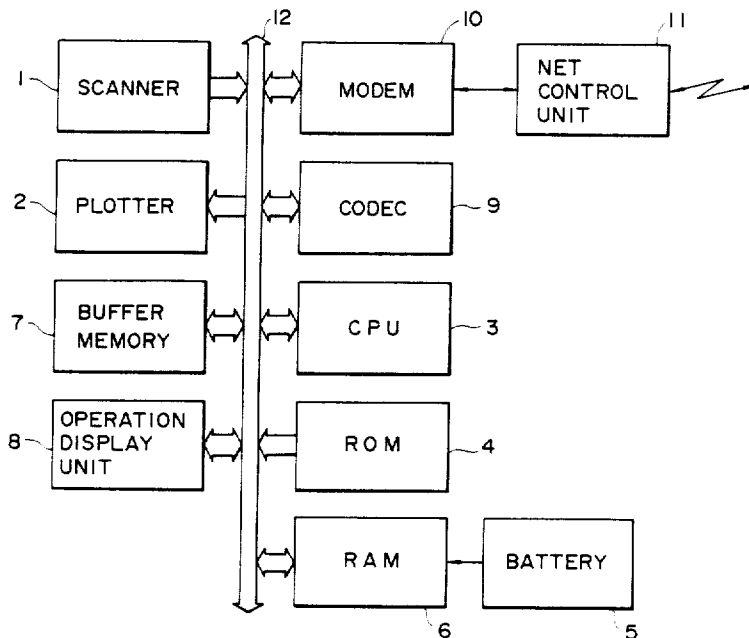 12
10
11
1
SCANNER
MODEM
NET
CONTROL
UNIT
2
PLOTTER
CODEC
9
7
BUFFER
MEMORY
CPU
3
8
OPERATION
DISPLAY
UNIT
ROM
4
RAM
BATTERY
6
5